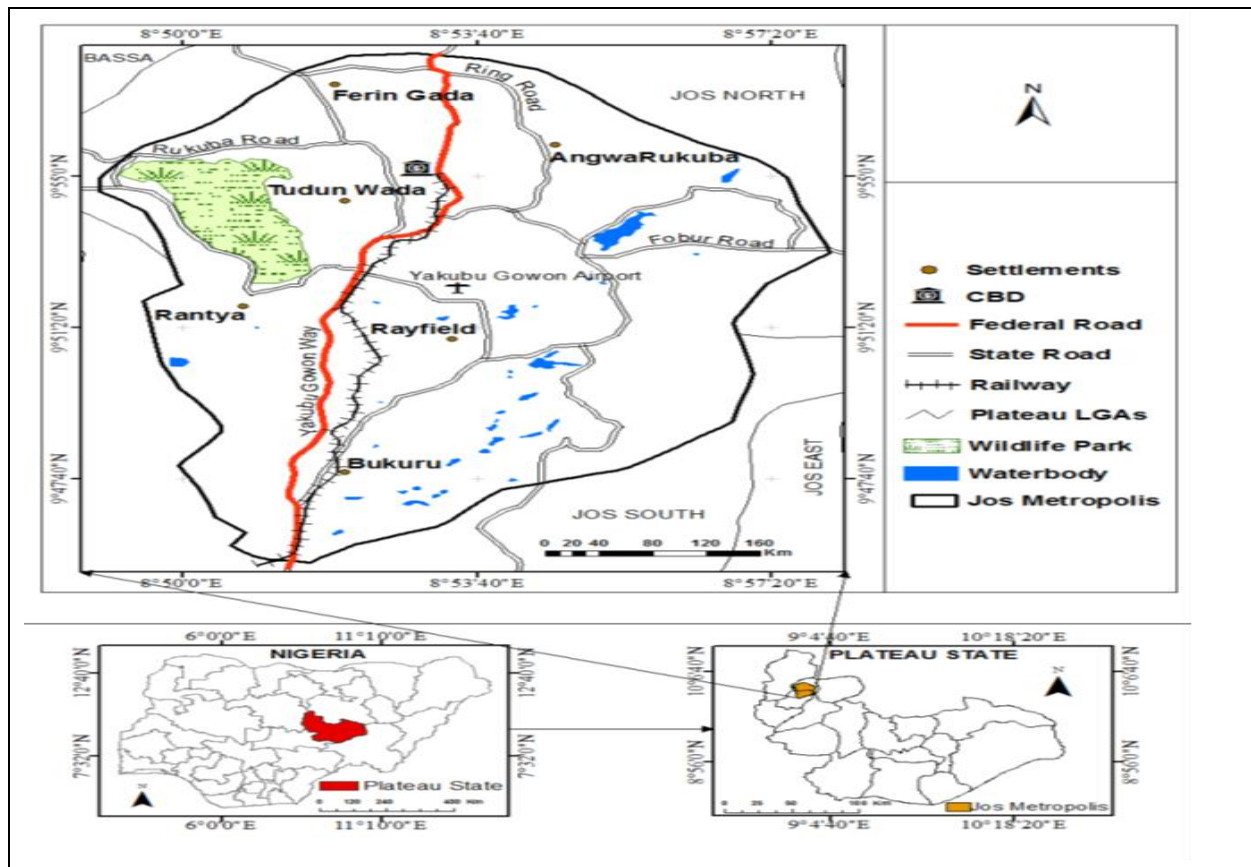 8°50'0"E 8°53'40"E 8°57'20"E
BASSA
Ring Road
Ferin Gada
JOS NORTH
N
Rukuba Road
AngwaRukuba
9°55'0"N 9°55'0"N
Tudun Wada
Fobur Road
Yakubu Gowon Airport
Rantya
Rayfield
9°51'20"N 9°51'20"N
Yakubu Gowon Way
Bukuru
9°47'40"N 9°47'40"N
JOS EAST
JOS SOUTH
0 20 40 80 120 160
Km
8°50'0"E 8°53'40"E 8°57'20"E
Settlements
CBD
Federal Road
State Road
Railway
Plateau LGAs
Wildlife Park
Waterbody
Jos Metropolis
6°0'0"E 11°10'0"E
NIGERIA
12°40'0"N 12°40'0"N
7°32'0"N 7°32'0"N
N
Plateau State
0 120 240 480 Km
6°0'0"E 11°10'0"E
9°4'40"E 10°18'20"E
PLATEAU STATE
N
10°6'40"N 10°6'40"N
8°50'0"N 8°50'0"N
Jos Metropolis
9°4'40"E 10°18'20"E